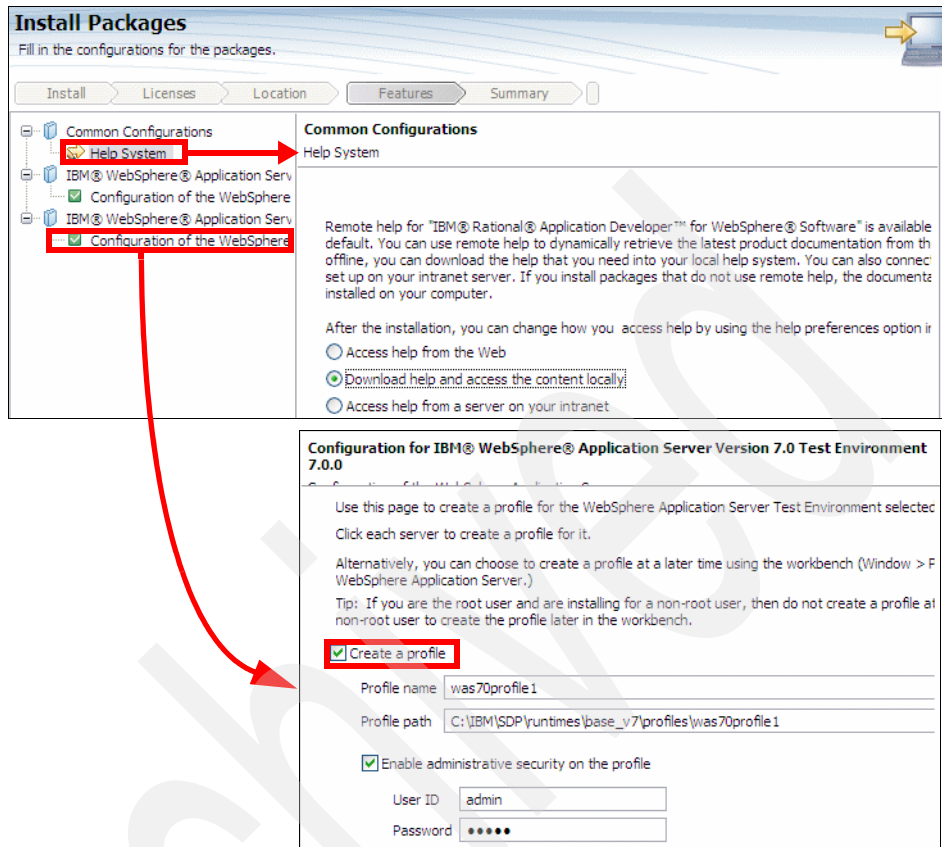 Install Packages
Fill in the configurations for the packages.
Install
Licenses
Location
Features
Summary
Common Configurations
Help System
IBM® WebSphere® Application Serv
Configuration of the WebSphere
IBM® WebSphere® Application Serv
Configuration of the WebSphere
Common Configurations
Help System
Remote help for "IBM® Rational® Application Developer™ for WebSphere® Software" is available
default. You can use remote help to dynamically retrieve the latest product documentation from th
offline, you can download the help that you need into your local help system. You can also connec
set up on your intranet server. If you install packages that do not use remote help, the documenta
installed on your computer.
After the installation, you can change how you access help by using the help preferences option in
Access help from the Web
Download help and access the content locally
Access help from a server on your intranet
Configuration for IBM® WebSphere® Application Server Version 7.0 Test Environment
7.0.0
Use this page to create a profile for the WebSphere Application Server Test Environment selected
Click each server to create a profile for it.
Alternatively, you can choose to create a profile at a later time using the workbench (Window > P
WebSphere Application Server.)
Tip: If you are the root user and are installing for a non-root user, then do not create a profile at
non-root user to create the profile later in the workbench.
Create a profile
Profile name was70profile1
Profile path C:\IBM\SDP\runtimes\base_v7\profiles\was70profile1
Enable administrative security on the profile
User ID admin
Password •••••